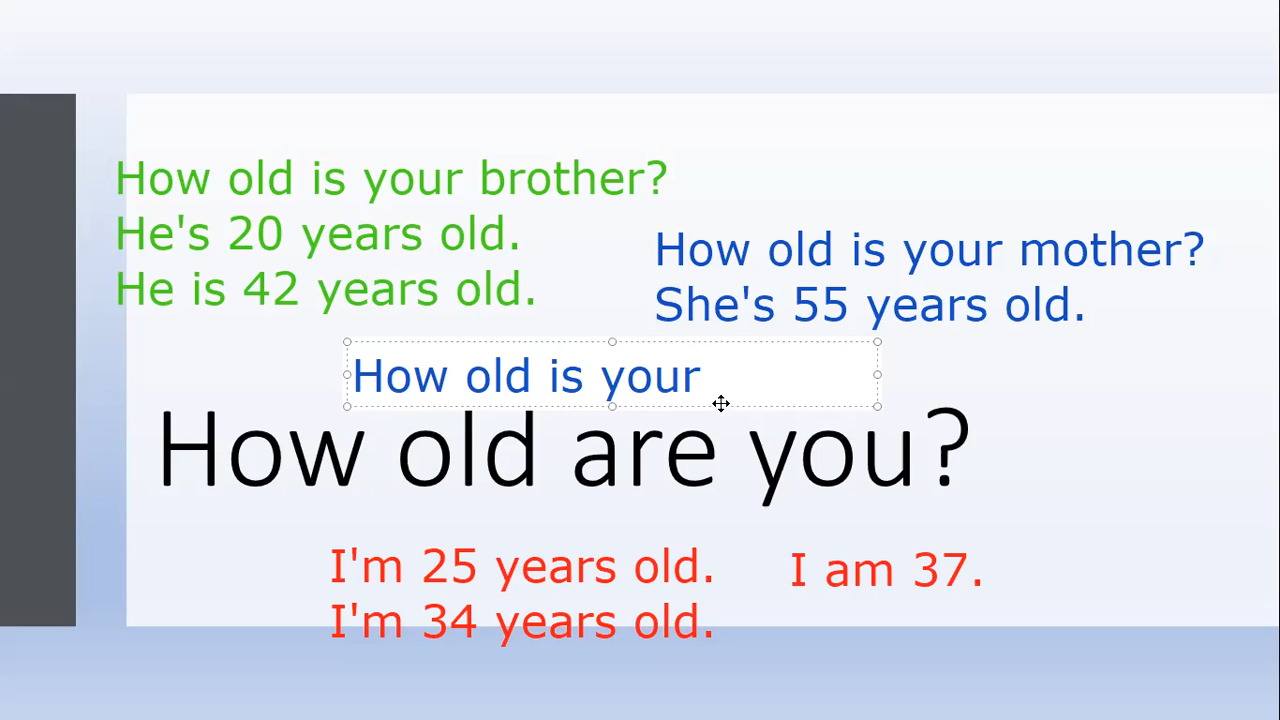 How old is your brother?
He's 20 years old.
He is 42 years old.
How old is your mother?
She's 55 years old.
How old is your
How old are you?
I'm 25 years old.
I'm 34 years old.
I am 37.